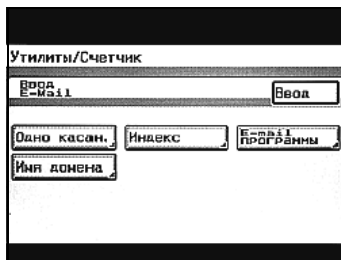 Утилиты/Счетчик
Ввод
E-Mail
Ввод
Одно касан.
Индекс
E-mail
программы
Имя домена